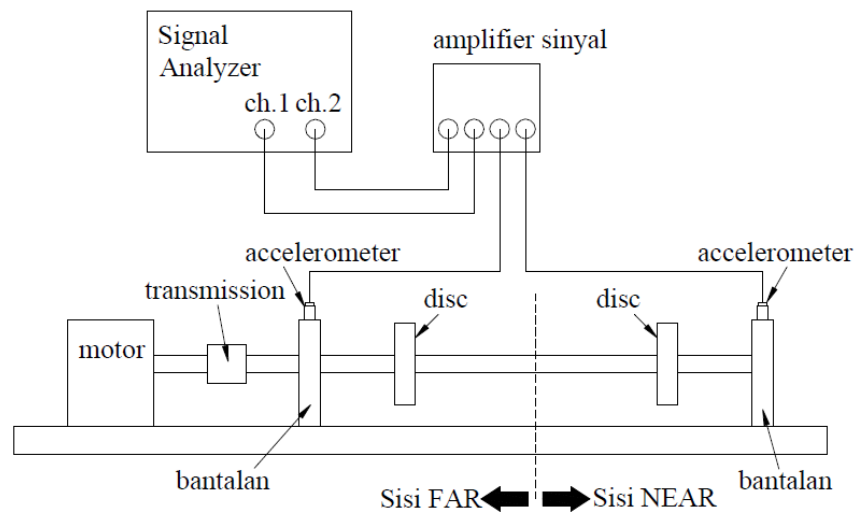 Signal
Analyzer
ch.1 ch.2
amplifier sinyal
accelerometer
accelerometer
transmission
disc
disc
motor
bantalan
bantalan
Sisi FAR
Sisi NEAR